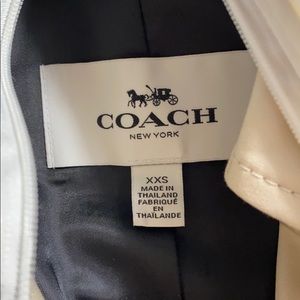 COACH
NEW YORK
XXS
MADE IN
THAILAND
FABRIQUÉ
EN
THAÏLANDE